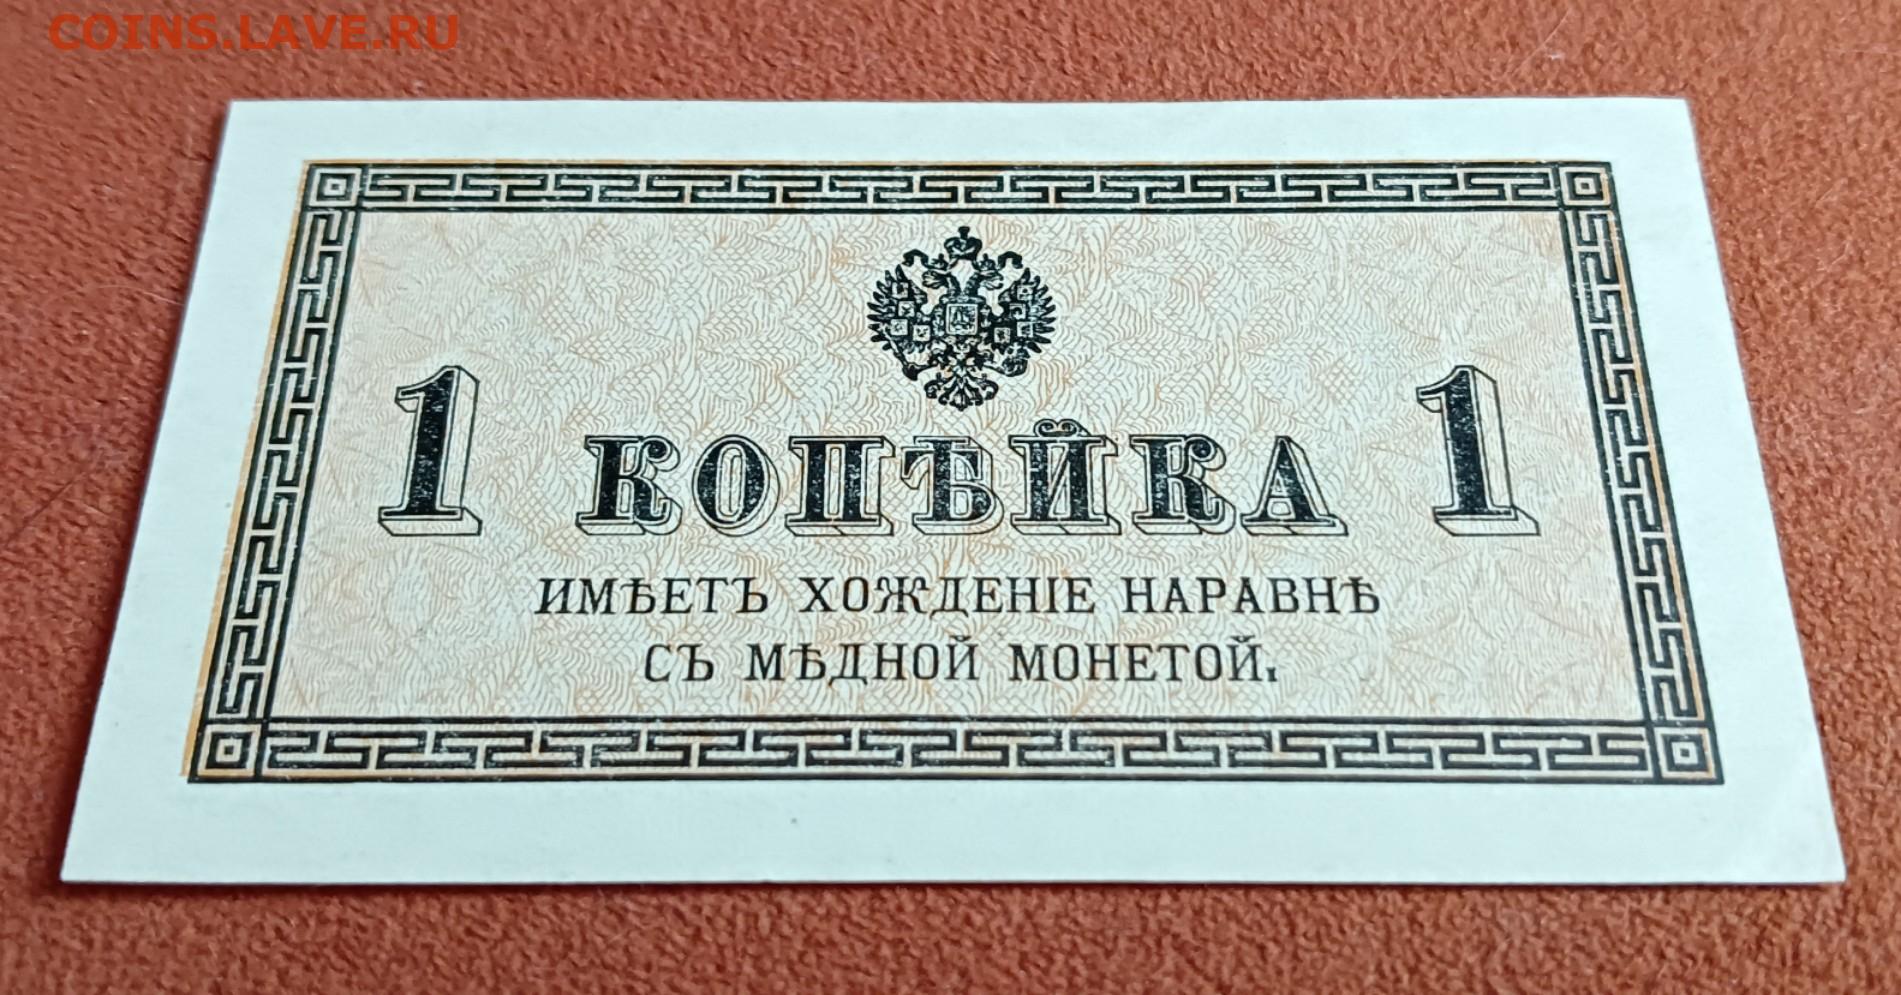 COINS.LAVE.RU
1 КОПѢЙКА 1
ИМѢЕТЪ ХОЖДЕНІЕ НАРАВНѢ
СЪ МѢДНОЙ МОНЕТОЙ.